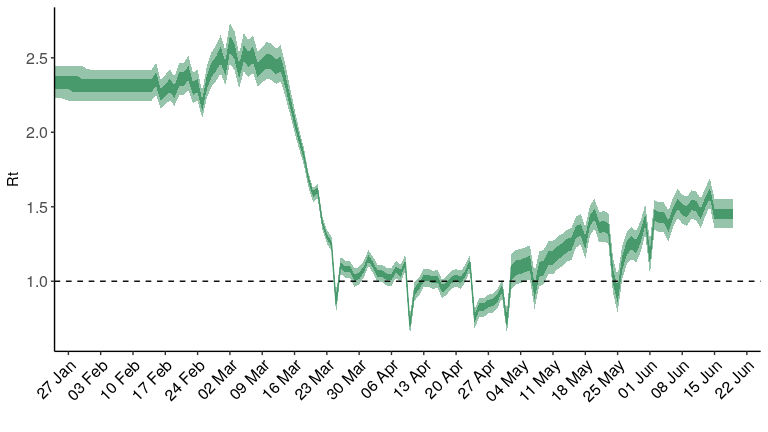 Rt
2.5
2.0
1.5
1.0
27 Jan
03 Feb
10 Feb
17 Feb
24 Feb
02 Mar
09 Mar
16 Mar
23 Mar
30 Mar
06 Apr
13 Apr
20 Apr
27 Apr
04 May
11 May
18 May
25 May
01 Jun
08 Jun
15 Jun
22 Jun